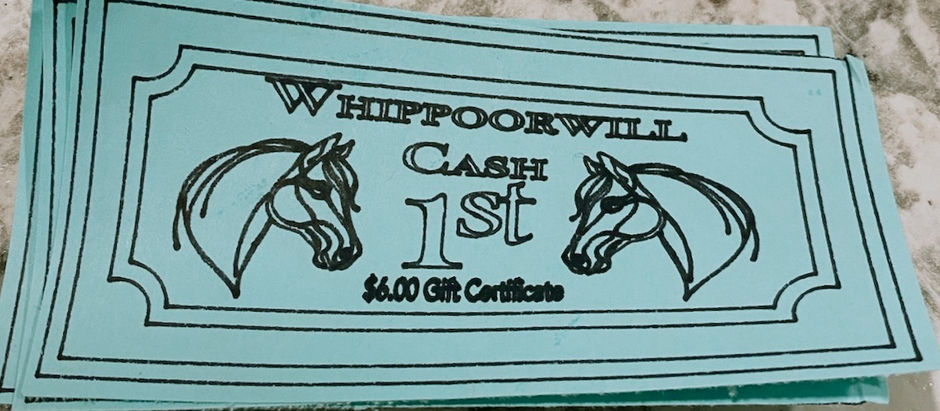 WHIPPOORWILL
CASH
1st
$6.00 Gift Certificate